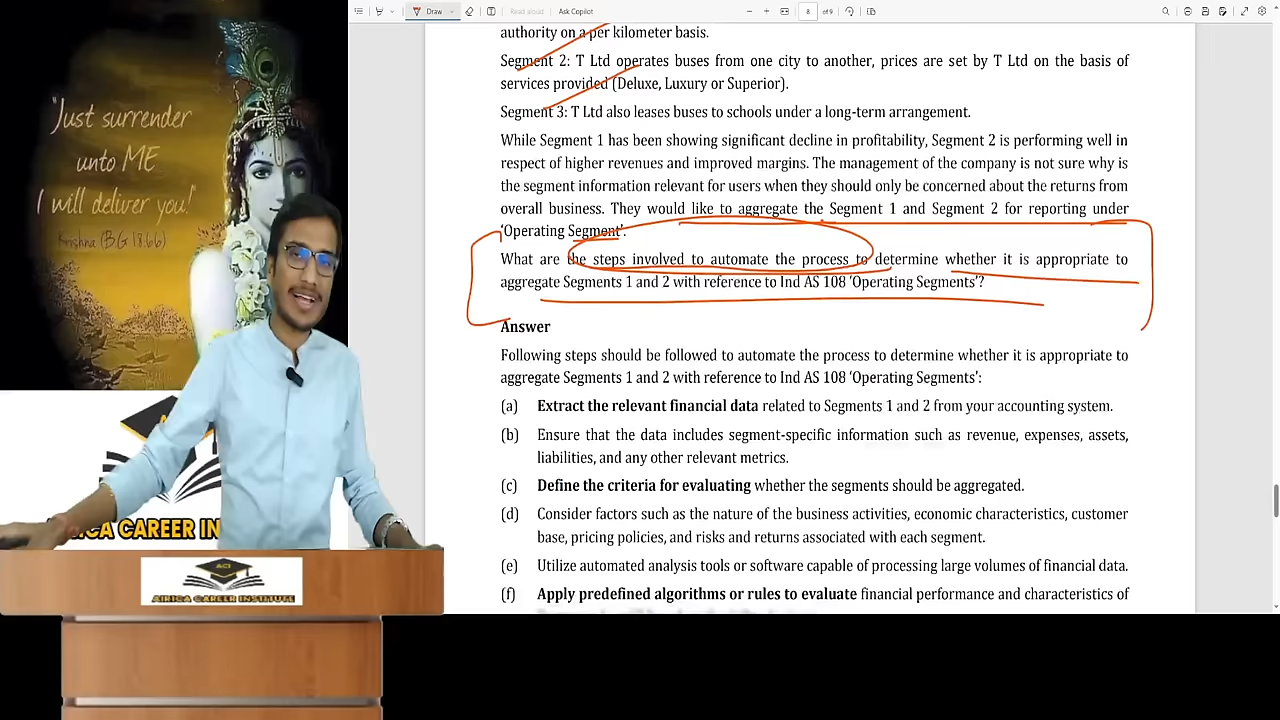 "Just surrender
unto ME
I will deliver you!"
Krishna (B.G 18:66)
ACI
AIRICA CAREER INSTITUTE
CA CAREER IN
Draw
Read aloud
Ask Copilot
8
of 9
authority on a per kilometer basis.
Segment 2: T Ltd operates buses from one city to another, prices are set by T Ltd on the basis of
services provided (Deluxe, Luxury or Superior).
Segment 3: T Ltd also leases buses to schools under a long-term arrangement.
While Segment 1 has been showing significant decline in profitability, Segment 2 is performing well in
respect of higher revenues and improved margins. The management of the company is not sure why is
the segment information relevant for users when they should only be concerned about the returns from
overall business. They would like to aggregate the Segment 1 and Segment 2 for reporting under
'Operating Segment'.
What are the steps involved to automate the process to determine whether it is appropriate to
aggregate Segments 1 and 2 with reference to Ind AS 108 'Operating Segments'?
Answer
Following steps should be followed to automate the process to determine whether it is appropriate to
aggregate Segments 1 and 2 with reference to Ind AS 108 'Operating Segments':
(a) Extract the relevant financial data related to Segments 1 and 2 from your accounting system.
(b) Ensure that the data includes segment-specific information such as revenue, expenses, assets,
liabilities, and any other relevant metrics.
(c) Define the criteria for evaluating whether the segments should be aggregated.
(d) Consider factors such as the nature of the business activities, economic characteristics, customer
base, pricing policies, and risks and returns associated with each segment.
(e) Utilize automated analysis tools or software capable of processing large volumes of financial data.
(f) Apply predefined algorithms or rules to evaluate financial performance and characteristics of